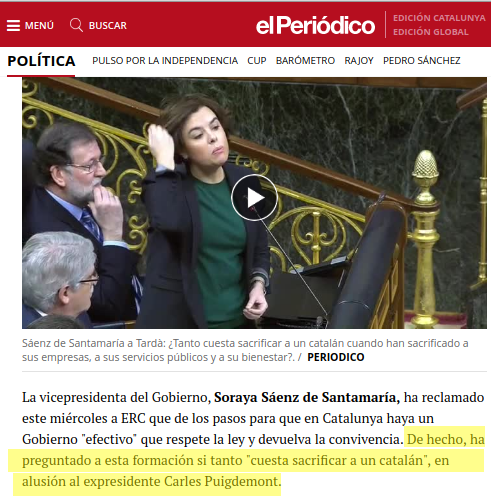 MENÚ
BUSCAR
elPeriódico
EDICIÓN CATALUNYA
EDICIÓN GLOBAL
POLÍTICA
PULSO POR LA INDEPENDENCIA CUP BARÓMETRO RAJOY PEDRO SÁNCHEZ
Sáenz de Santamaría a Tardà: ¿Tanto cuesta sacrificar a un catalán cuando han sacrificado a
sus empresas, a sus servicios públicos y a su bienestar?. / PERIODICO
La vicepresidenta del Gobierno, Soraya Sáenz de Santamaría, ha reclamado
este miércoles a ERC que de los pasos para que en Catalunya haya un
Gobierno "efectivo" que respete la ley y devuelva la convivencia. De hecho, ha
preguntado a esta formación si tanto "cuesta sacrificar a un catalán", en
alusión al expresidente Carles Puigdemont.